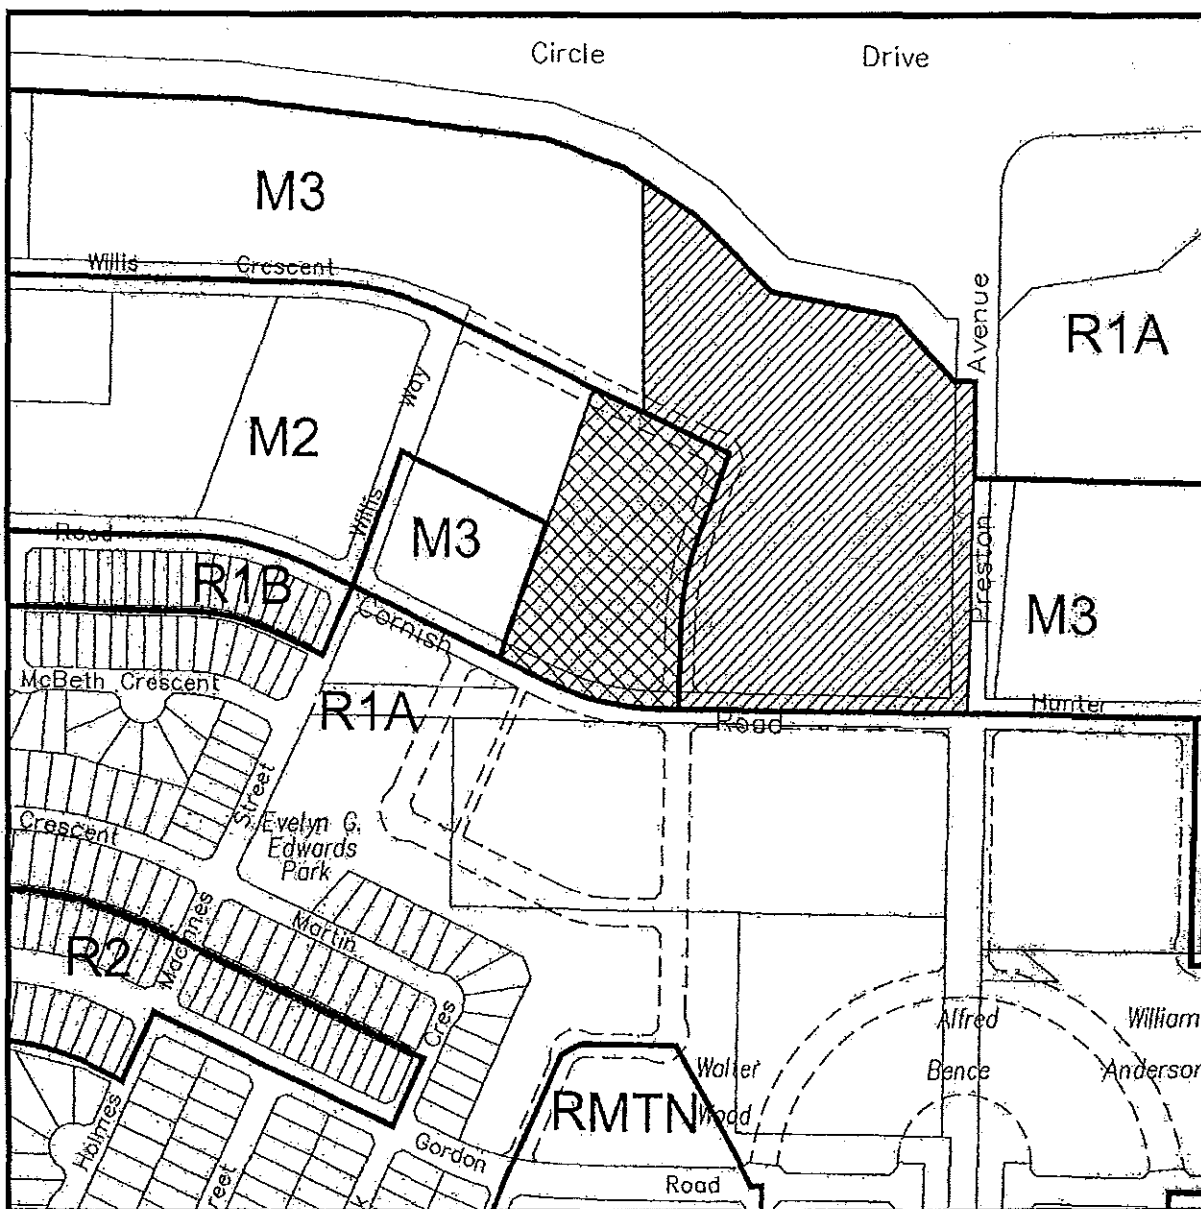 Circle Drive
M3
Willis Crescent
Avenue
R1A
Way
M2
Willis
M3
Preston
Road
R1B
Cornish
M3
McBeth Crescent
R1A
Hunter
Road
Street
Crescent
Evelyn G.
Edwards
Park
Martin
MacInnes
R2
Cres
Alfred
William
Walter
Bence
Anderson
RMTN
Wood
Holmes
Gordon
Road
reet